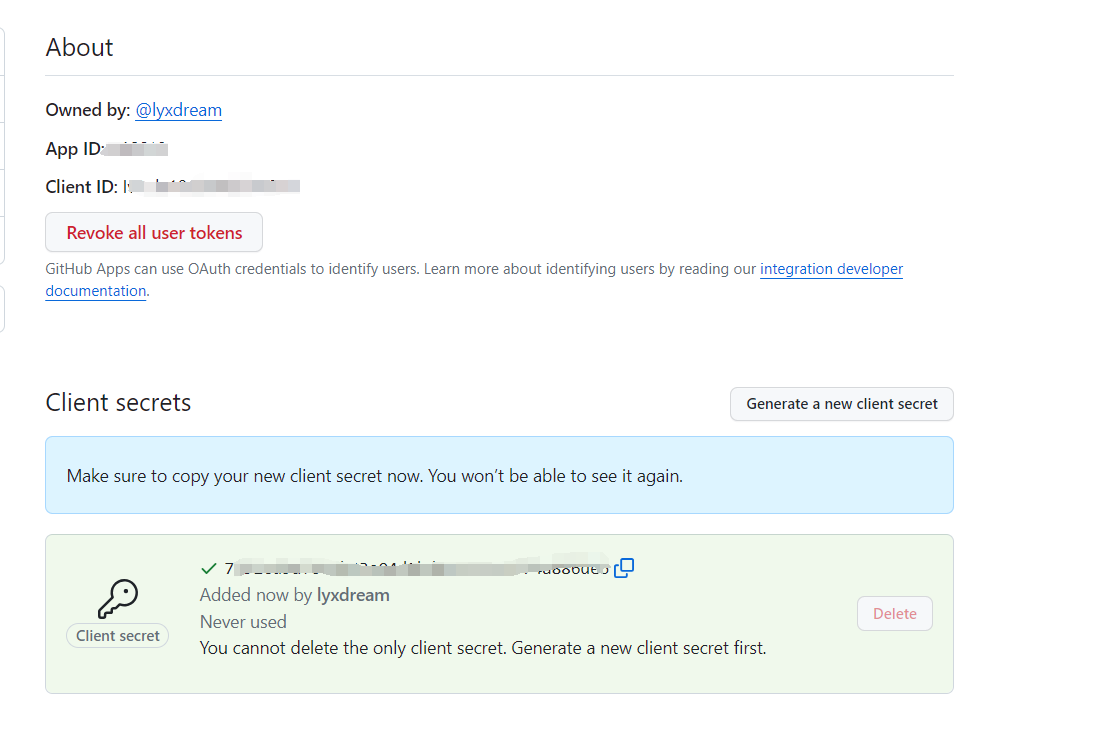 About
Owned by: @lyxdream
App ID:
Client ID:
Revoke all user tokens
GitHub Apps can use OAuth credentials to identify users. Learn more about identifying users by reading our integration developer
documentation.
Client secrets
Generate a new client secret
Make sure to copy your new client secret now. You won’t be able to see it again.
Added now by lyxdream
Never used
Client secret
Delete
You cannot delete the only client secret. Generate a new client secret first.